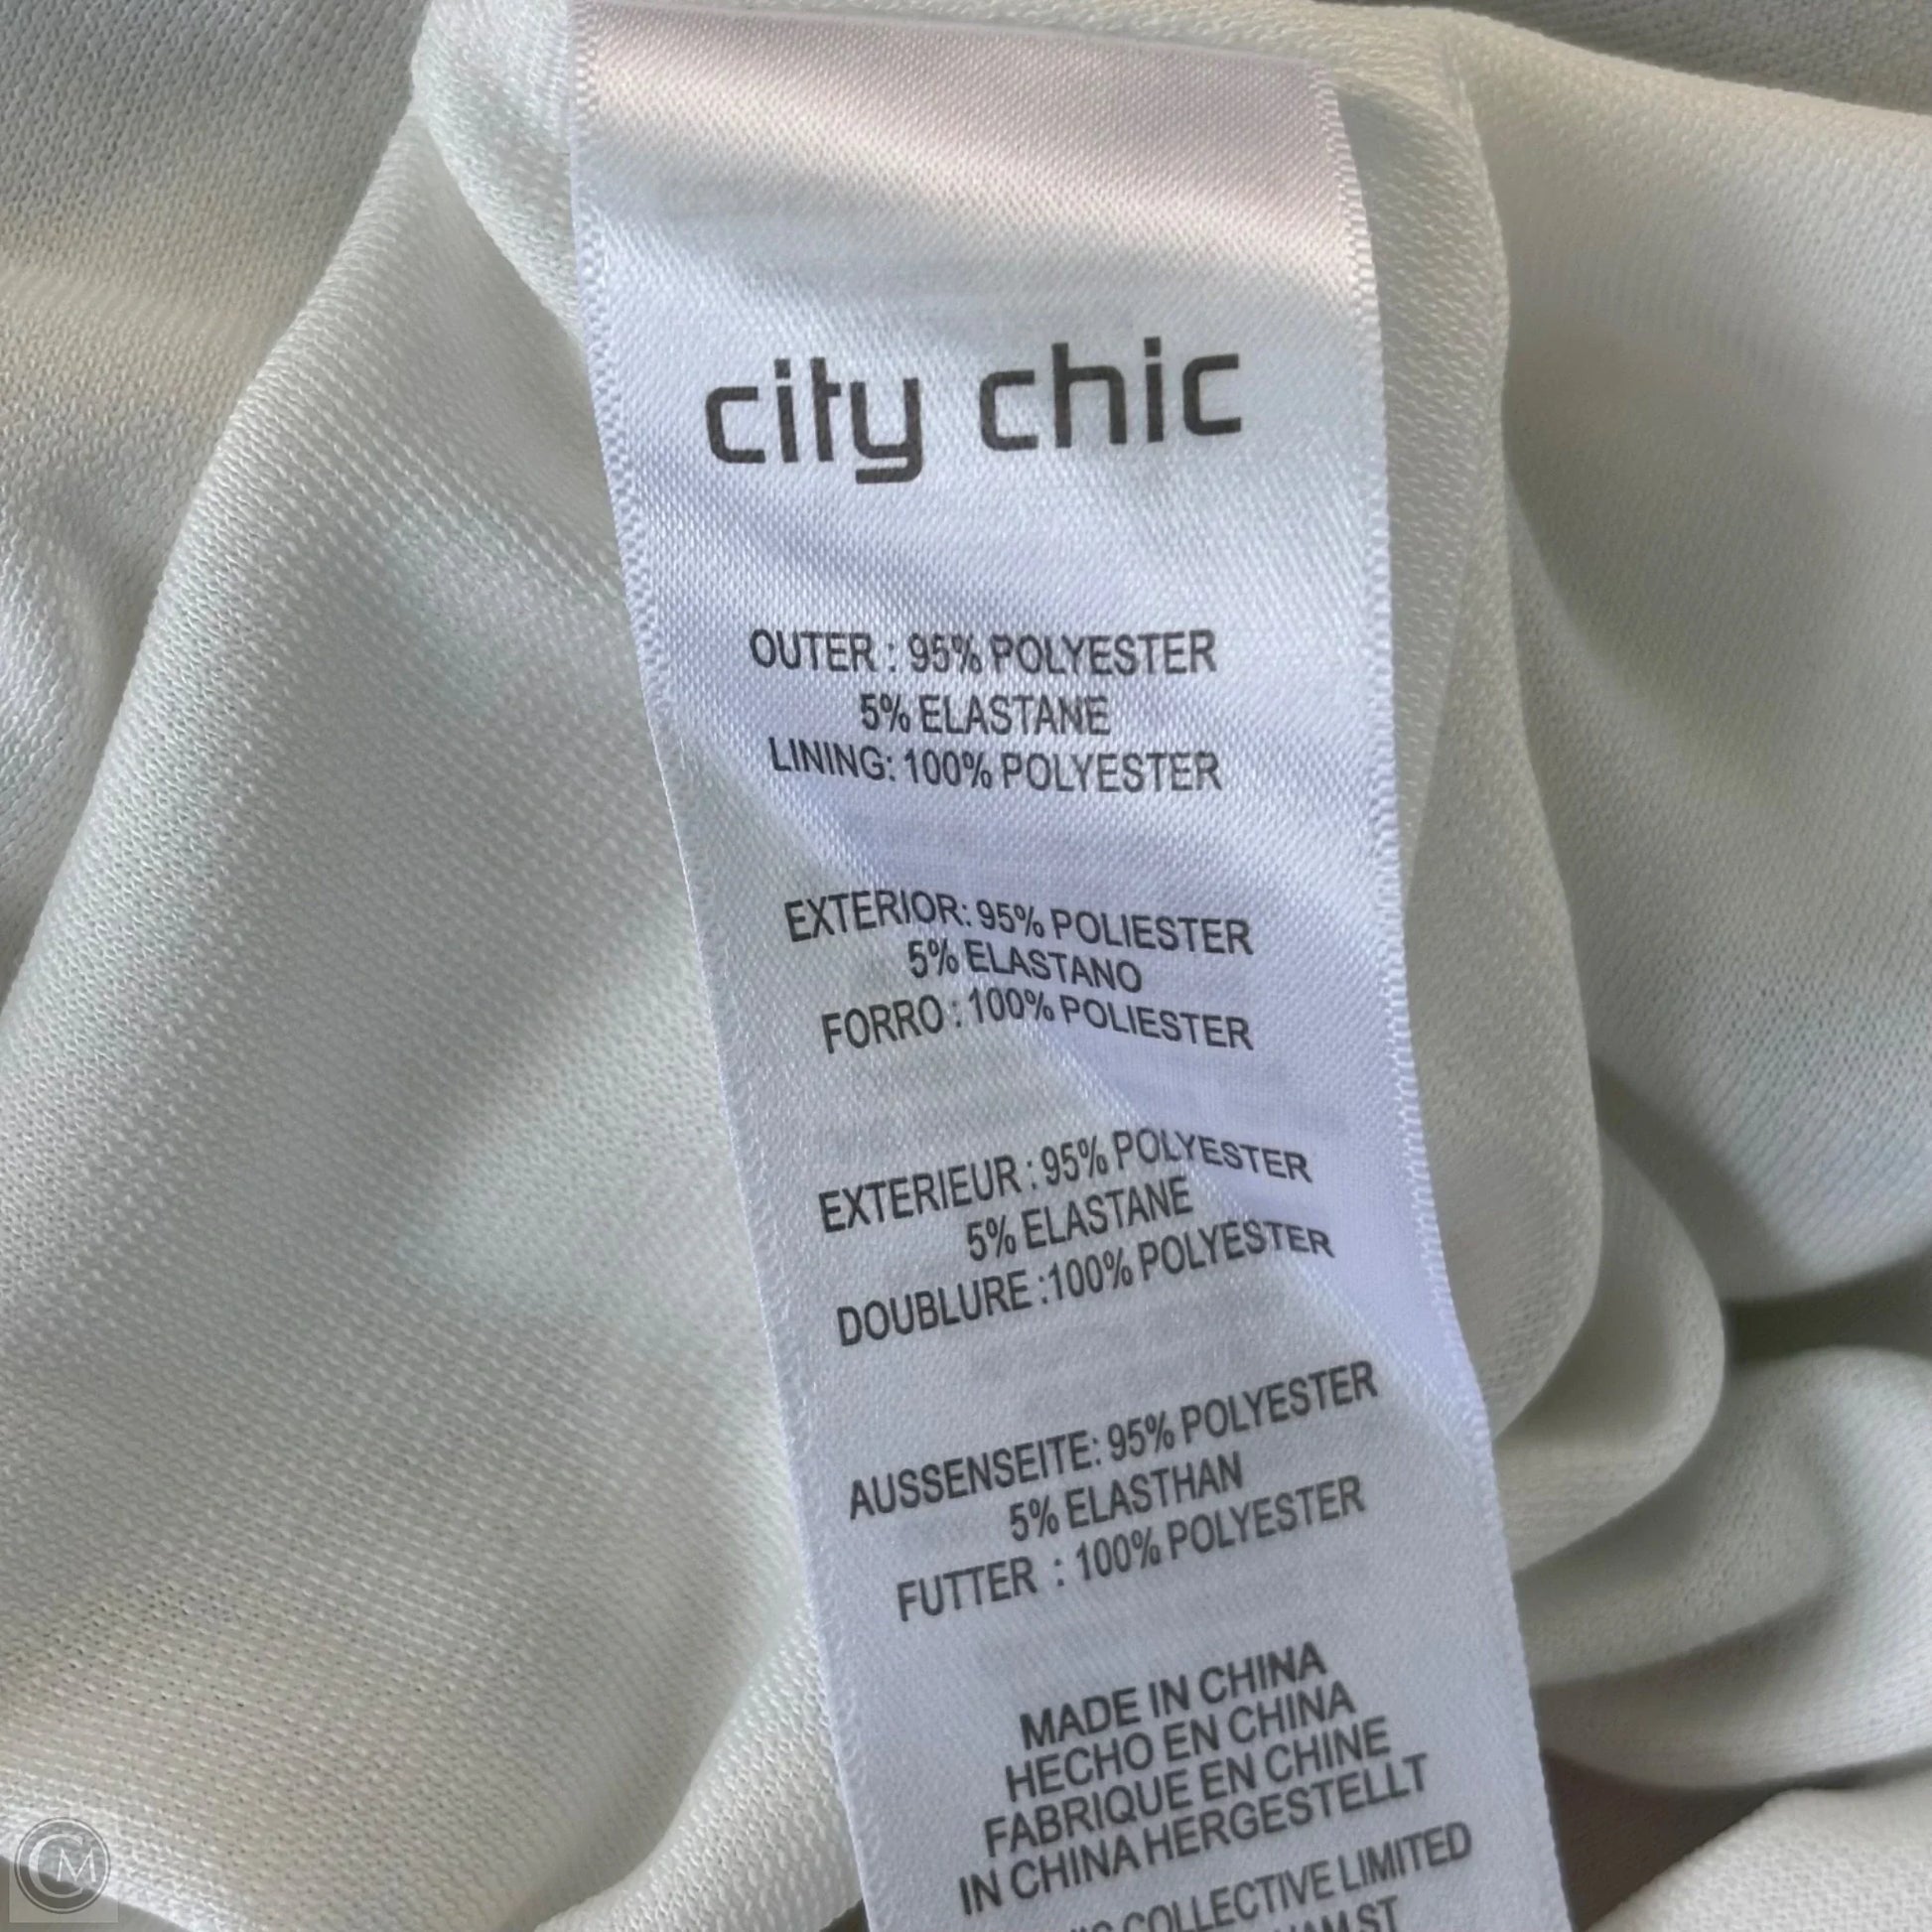 city chic
OUTER : 95% POLYESTER
5% ELASTANE
LINING: 100% POLYESTER
EXTERIOR: 95% POLIESTER
5% ELASTANO
FORRO : 100% POLIESTER
EXTERIEUR : 95% POLYESTER
5% ELASTANE
DOUBLURE :100% POLYESTER
AUSSENSEITE: 95% POLYESTER
5% ELASTHAN
FUTTER : 100% POLYESTER
MADE IN CHINA
HECHO EN CHINA
FABRIQUE EN CHINE
IN CHINA HERGESTELLT
COLLECTIVE LIMITED
ST
CM